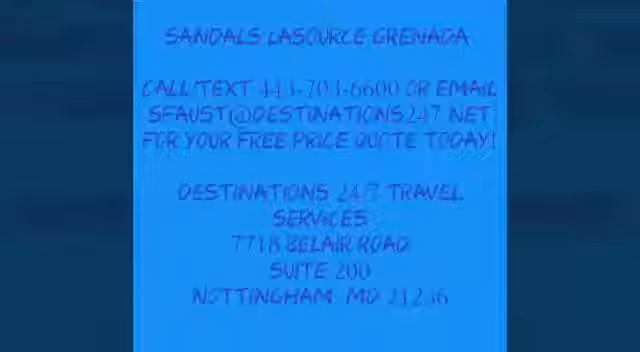 SANDALS LASOURCE GRENADA
CALL/TEXT 443-703-6600 OR EMAIL
SFAUST@DESTINATIONS247.NET
FOR YOUR FREE PRICE QUOTE TODAY!
DESTINATIONS 24/7 TRAVEL
SERVICES
7718 BELAIR ROAD
SUITE 200
NOTTINGHAM, MD 21236